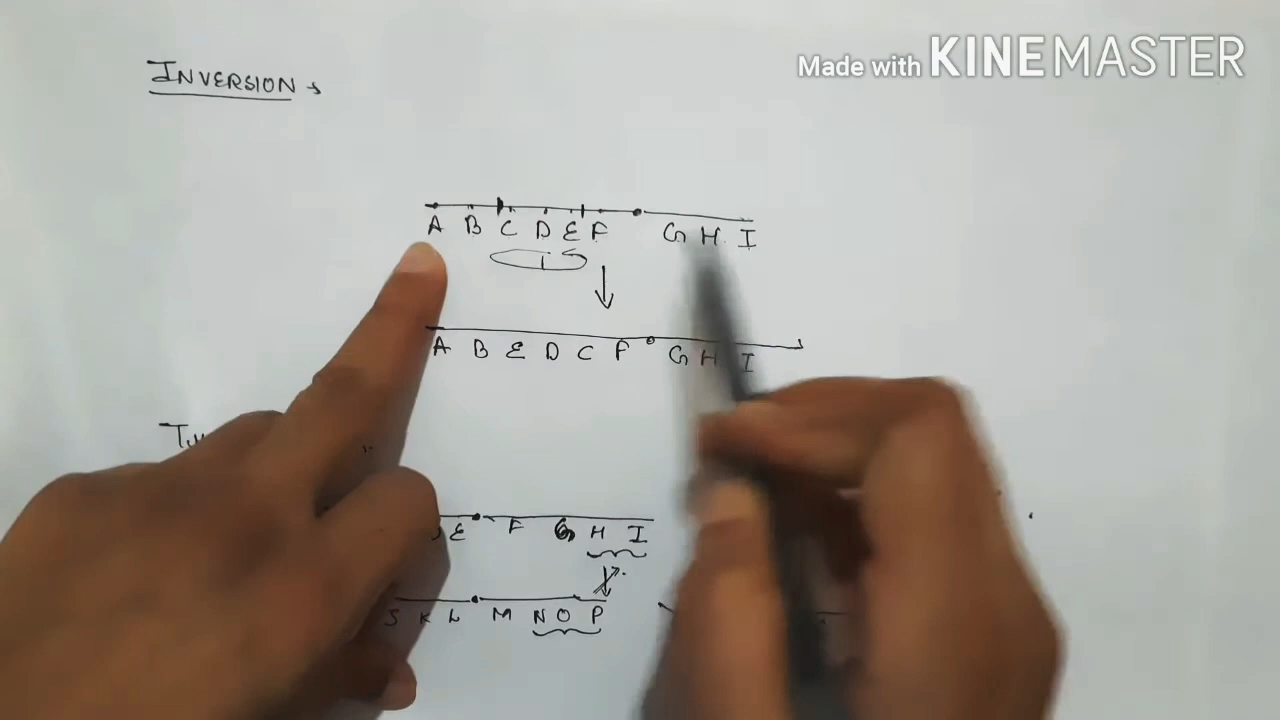 INVERSION →
Made with KINEMASTER
A B C D E F G H I
A B E D C F G H I
E F G H I
K L M N O P